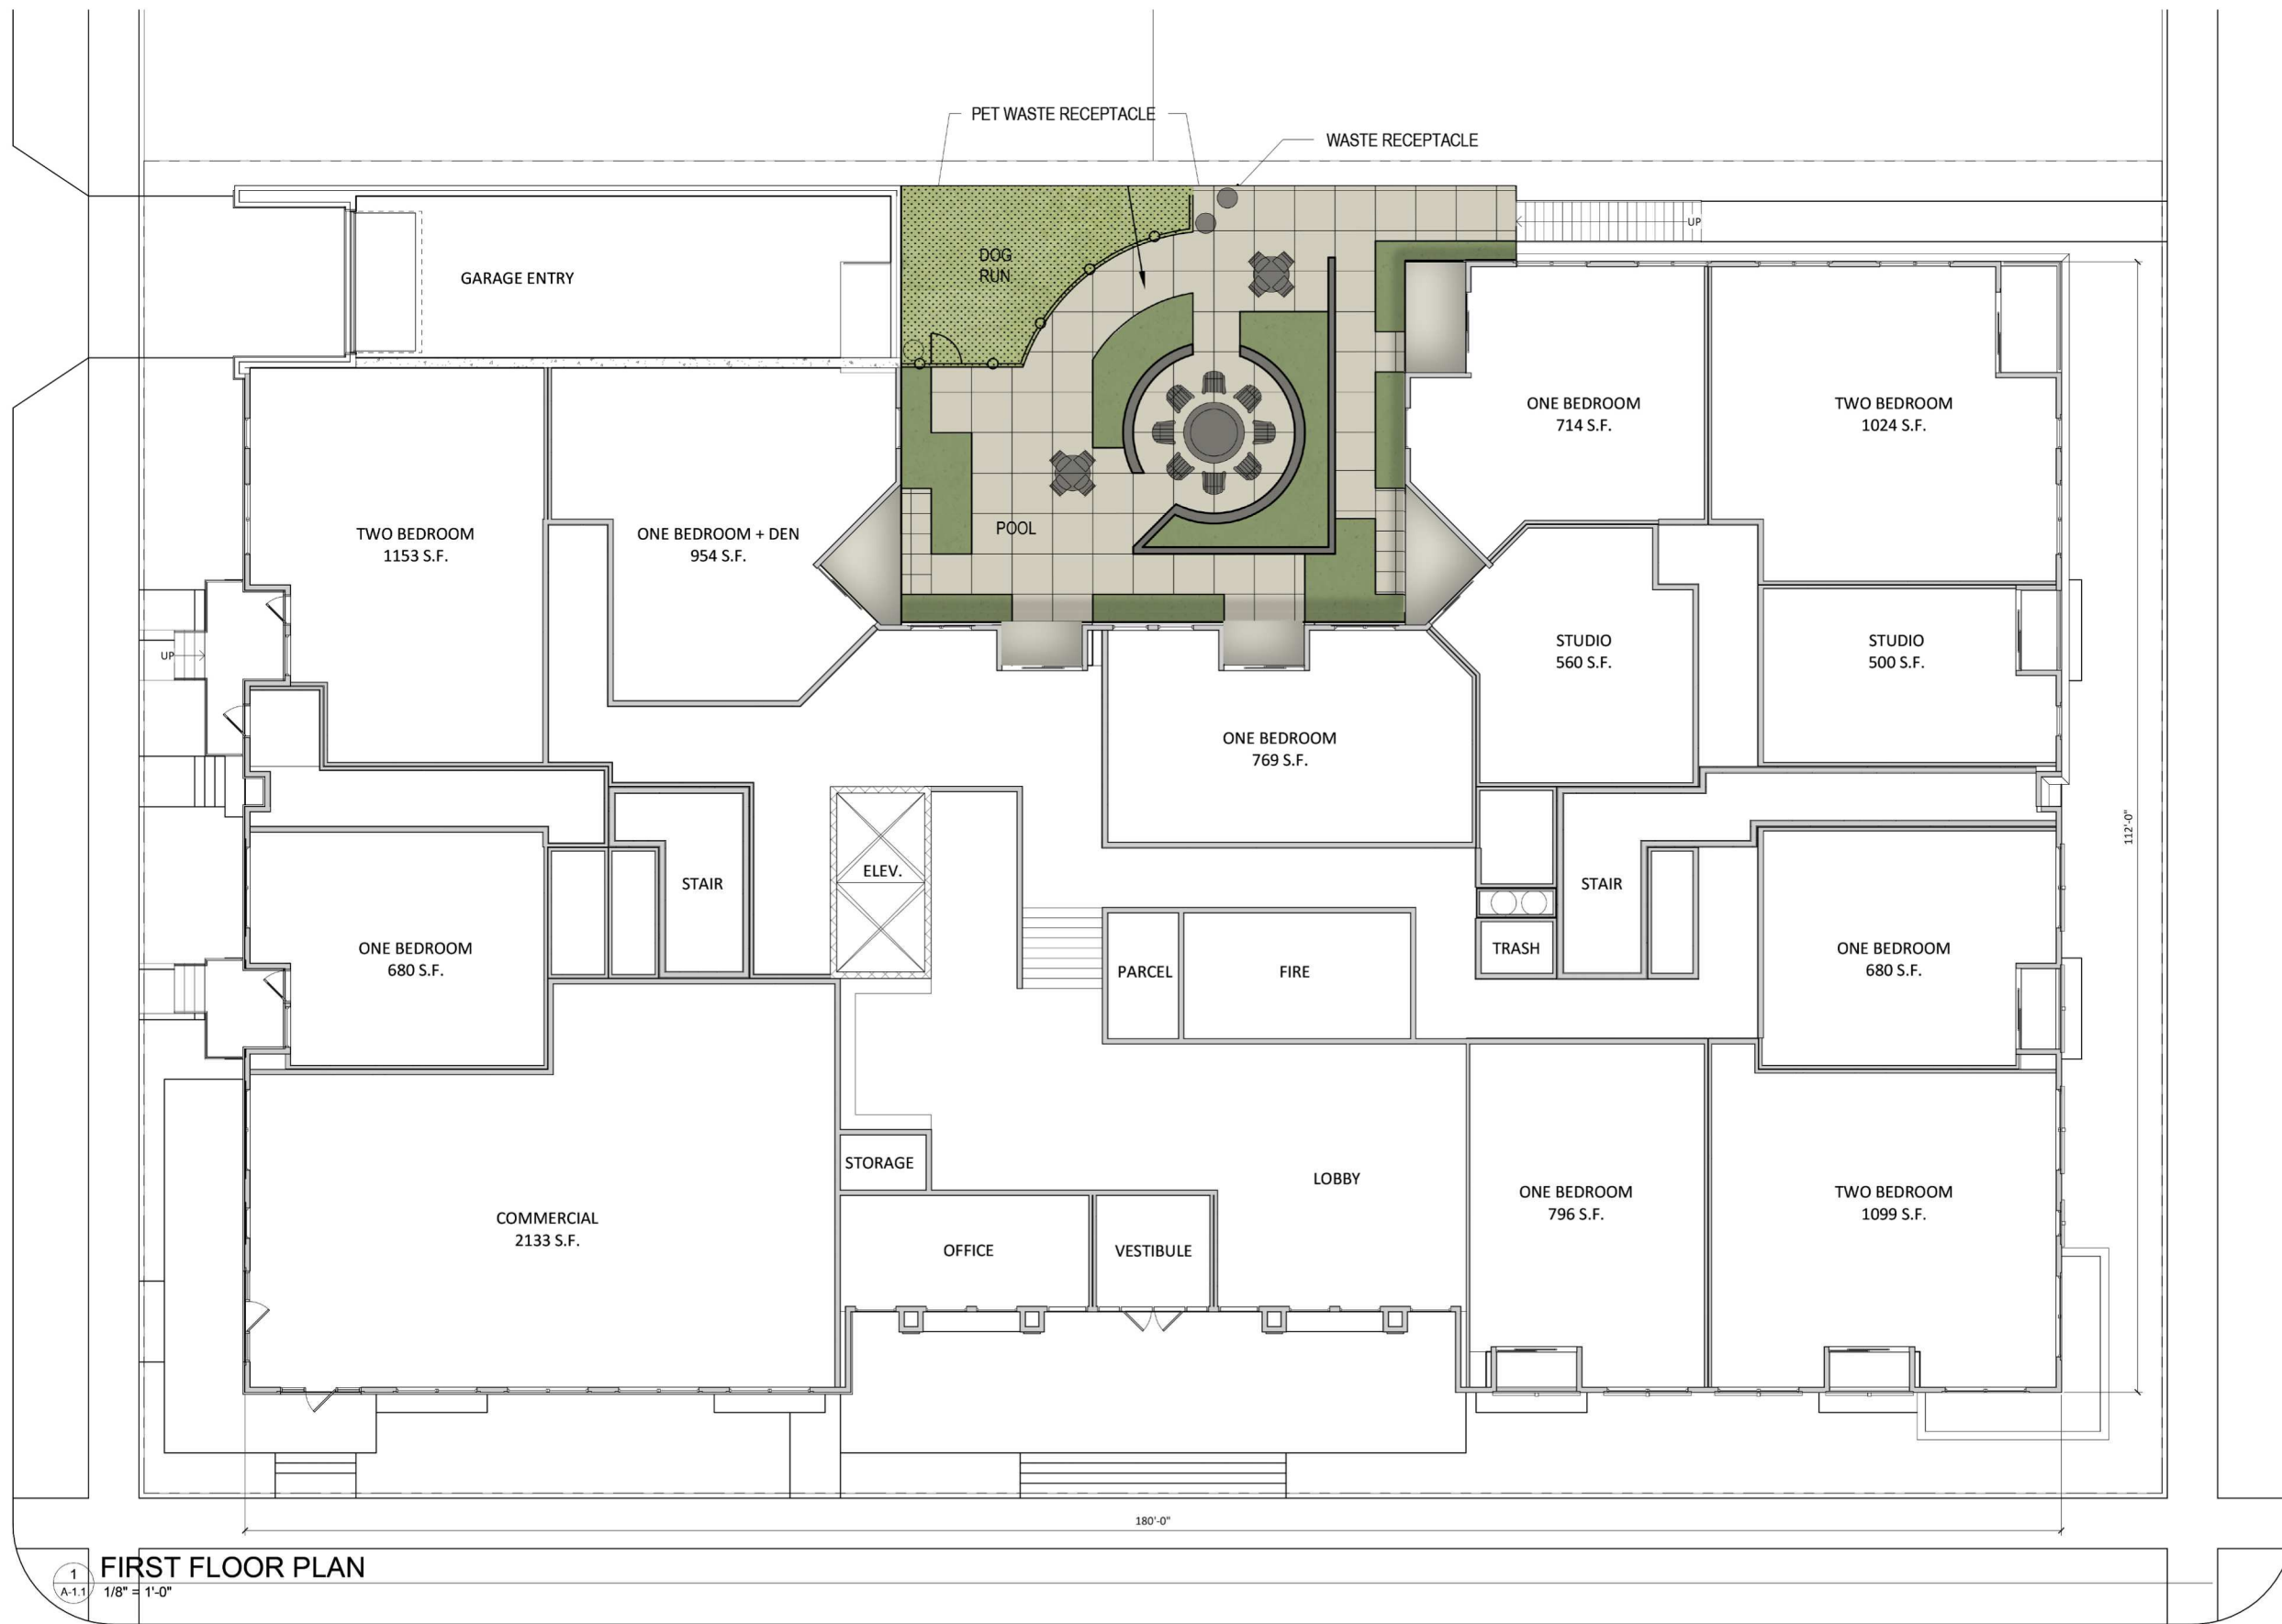 PET WASTE RECEPTACLE
WASTE RECEPTACLE
UP
DOG
RUN
GARAGE ENTRY
ONE BEDROOM
714 S.F.
TWO BEDROOM
1024 S.F.
TWO BEDROOM
1153 S.F.
ONE BEDROOM + DEN
954 S.F.
POOL
STUDIO
560 S.F.
STUDIO
500 S.F.
UP
ONE BEDROOM
769 S.F.
112'-0"
ELEV.
STAIR
STAIR
ONE BEDROOM
680 S.F.
PARCEL
FIRE
TRASH
ONE BEDROOM
680 S.F.
STORAGE
LOBBY
ONE BEDROOM
796 S.F.
TWO BEDROOM
1099 S.F.
COMMERCIAL
2133 S.F.
OFFICE
VESTIBULE
180'-0"
1
A-1.1
FIRST FLOOR PLAN
1/8" = 1'-0"